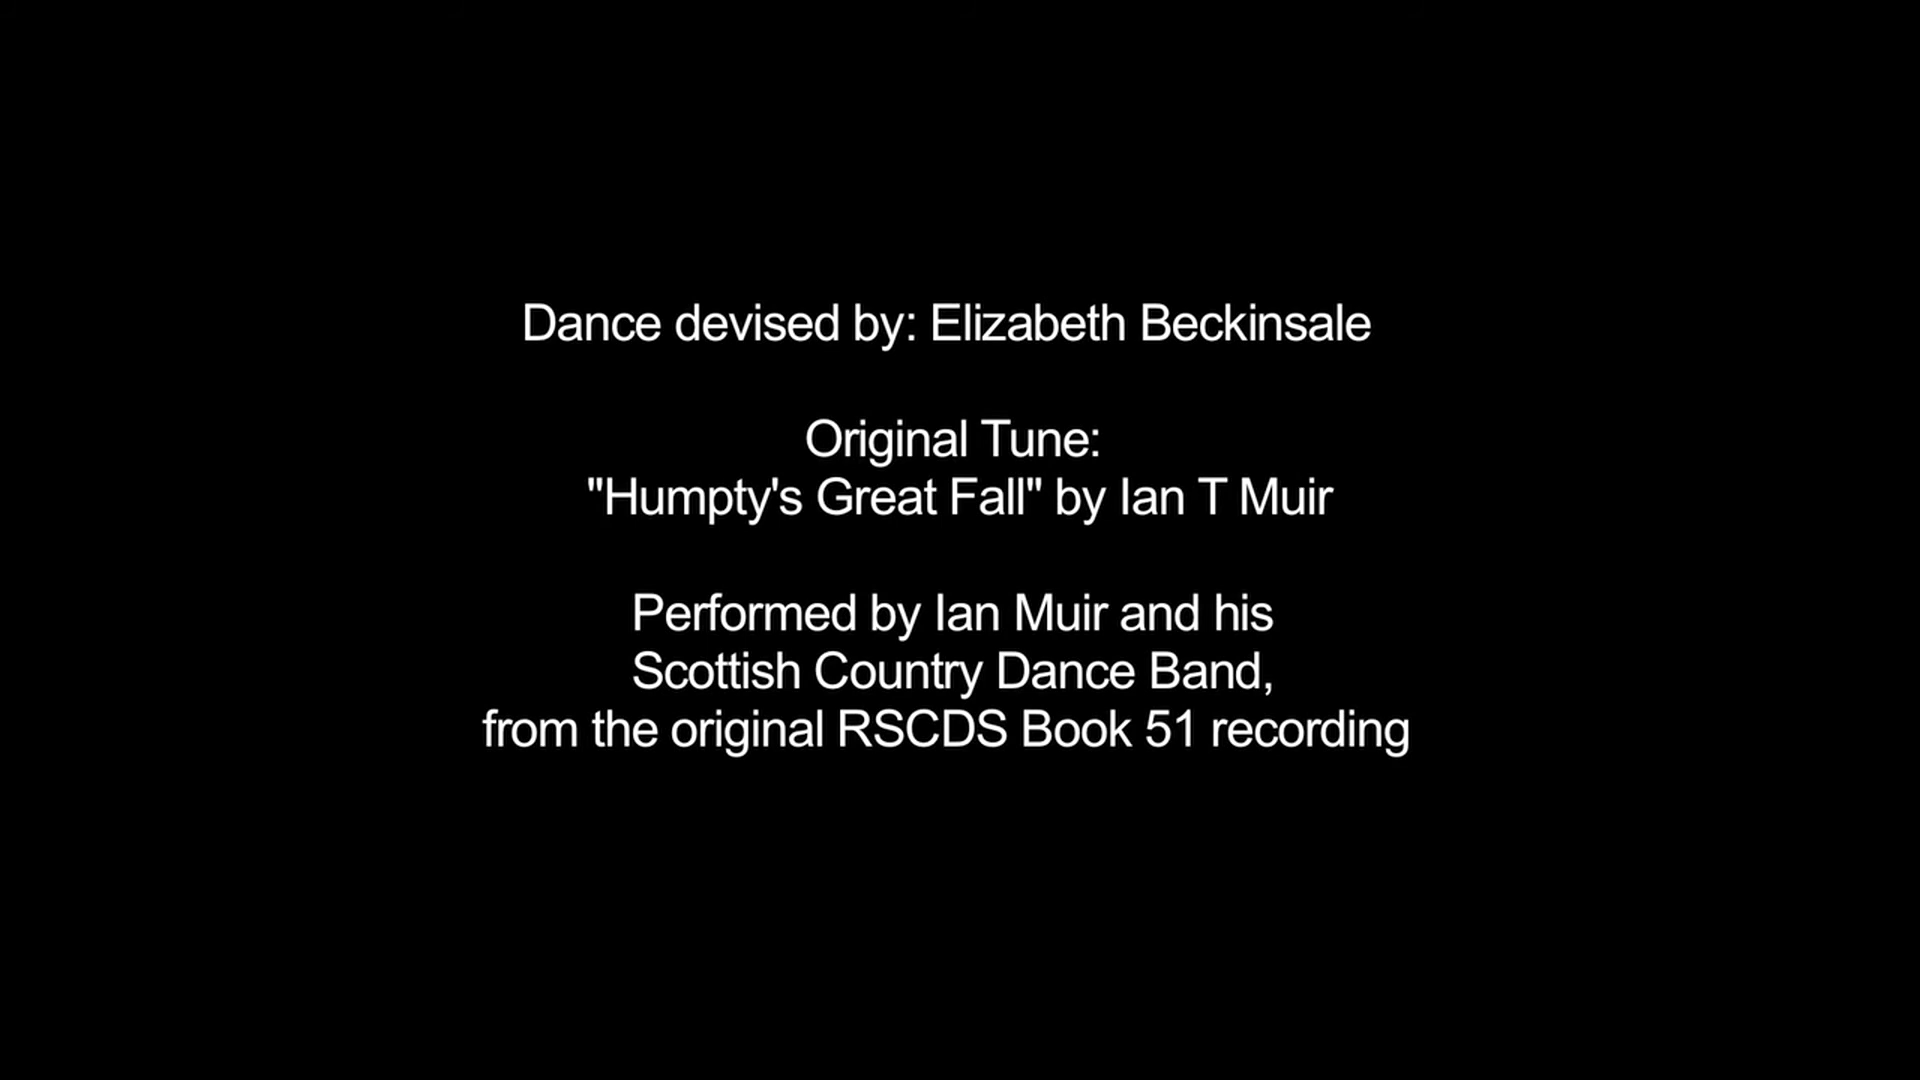 Dance devised by: Elizabeth Beckinsale
Original Tune:
"Humpty's Great Fall" by Ian T Muir
Performed by Ian Muir and his
Scottish Country Dance Band,
from the original RSCDS Book 51 recording